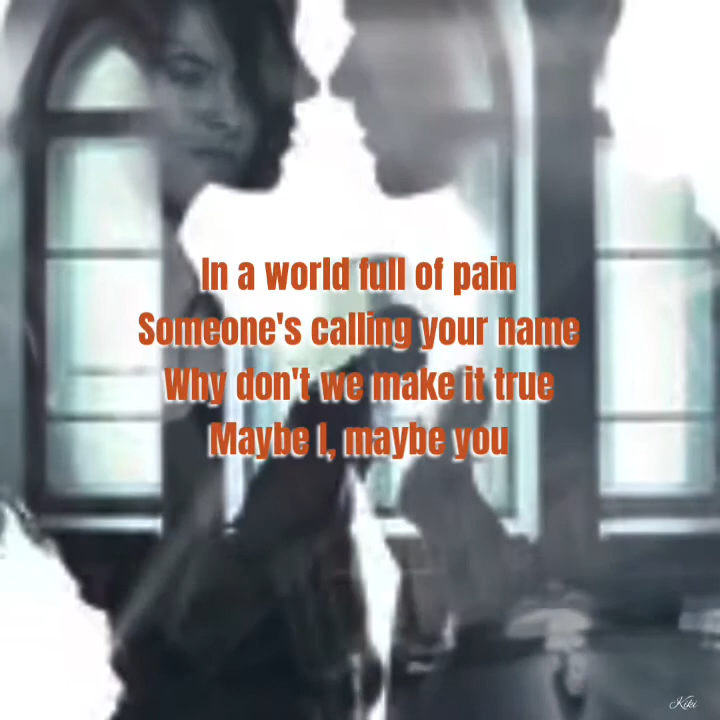 In a world full of pain
Someone's calling your name
Why don't we make it true
Maybe I, maybe you
Kiki